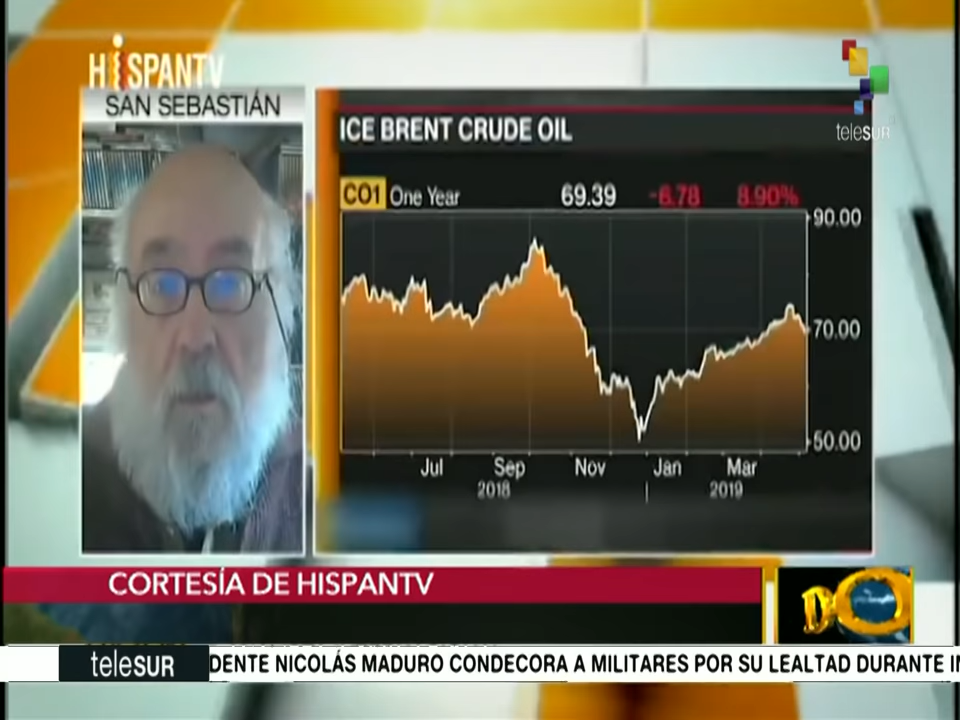 HISPANTV
SAN SEBASTIÁN
teleSUR
ICE BRENT CRUDE OIL
CO1 One Year 69.39 -6.78 8.90%
90.00
70.00
50.00
Jul Sep Nov Jan Mar
2018 2019
CORTESÍA DE HISPANTV
DO
teleSUR DENTE NICOLÁS MADURO CONDECORA A MILITARES POR SU LEALTAD DURANTE